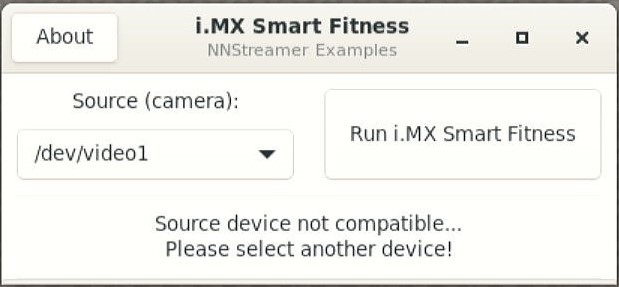 About
i.MX Smart Fitness
NNStreamer Examples
Source (camera):
/dev/video1
Run i.MX Smart Fitness
Source device not compatible...
Please select another device!